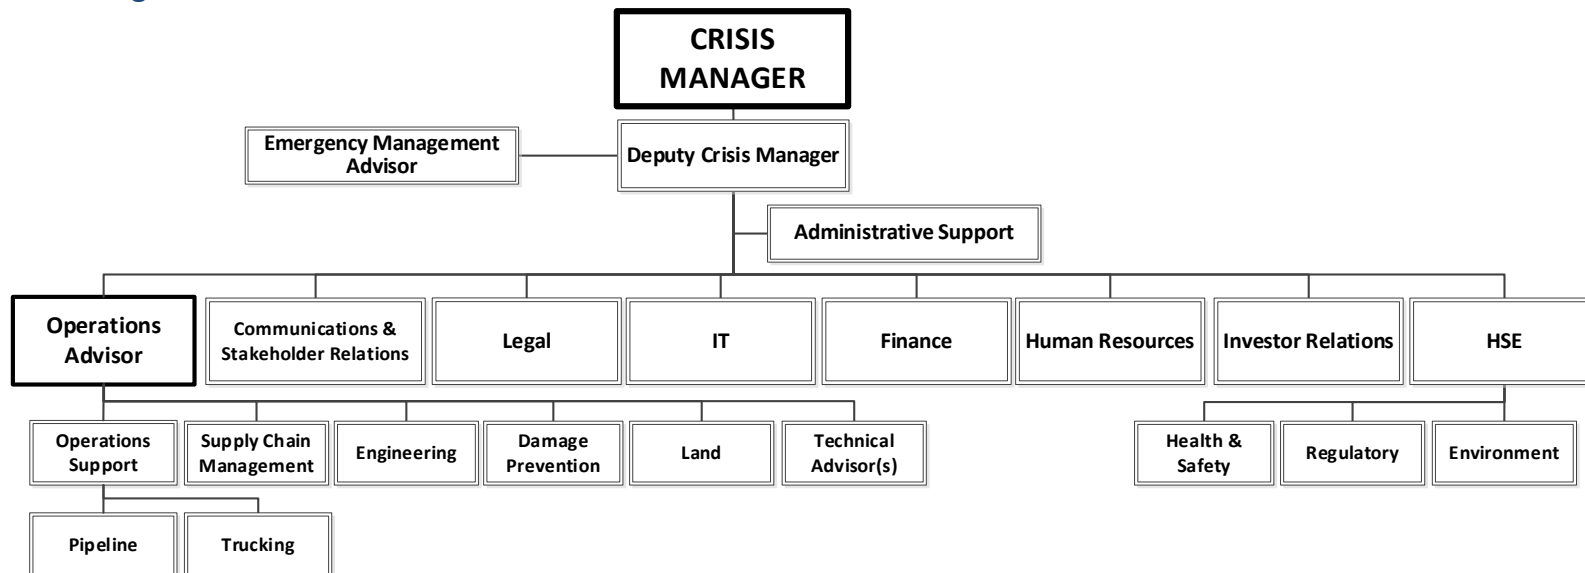 CRISIS
MANAGER
Emergency Management
Advisor
Deputy Crisis Manager
Administrative Support
Operations
Advisor
Communications &
Stakeholder Relations
Legal
IT
Finance
Human Resources
Investor Relations
HSE
Operations
Support
Supply Chain
Management
Engineering
Damage
Prevention
Land
Technical
Advisor(s)
Health &
Safety
Regulatory
Environment
Pipeline
Trucking